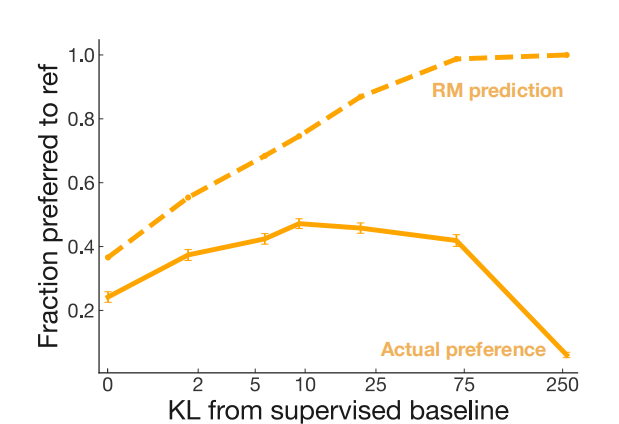 Fraction preferred to ref
1.0
0.8
0.6
0.4
0.2
RM prediction
Actual preference
0 2 5 10 25 75 250
KL from supervised baseline